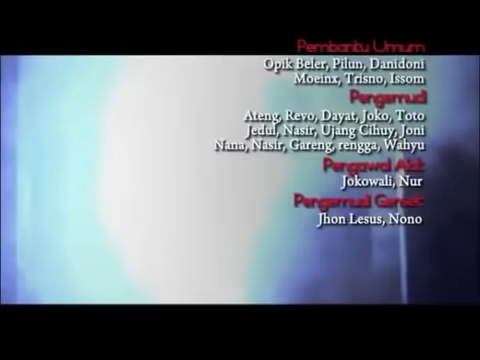 Pembantu Umum
Opik Beler, Pilun, Danidoni
Moeinx, Trisno, Issom
Pengemudi
Ateng, Revo, Dayat, Joko, Toto
Jedul, Nasir, Ujang Cihuy, Joni
Nana, Nasir, Gareng, rengga, Wahyu
Pengawal Alat
Jokowali, Nur
Pengemudi Genset
Jhon Lesus, Nono